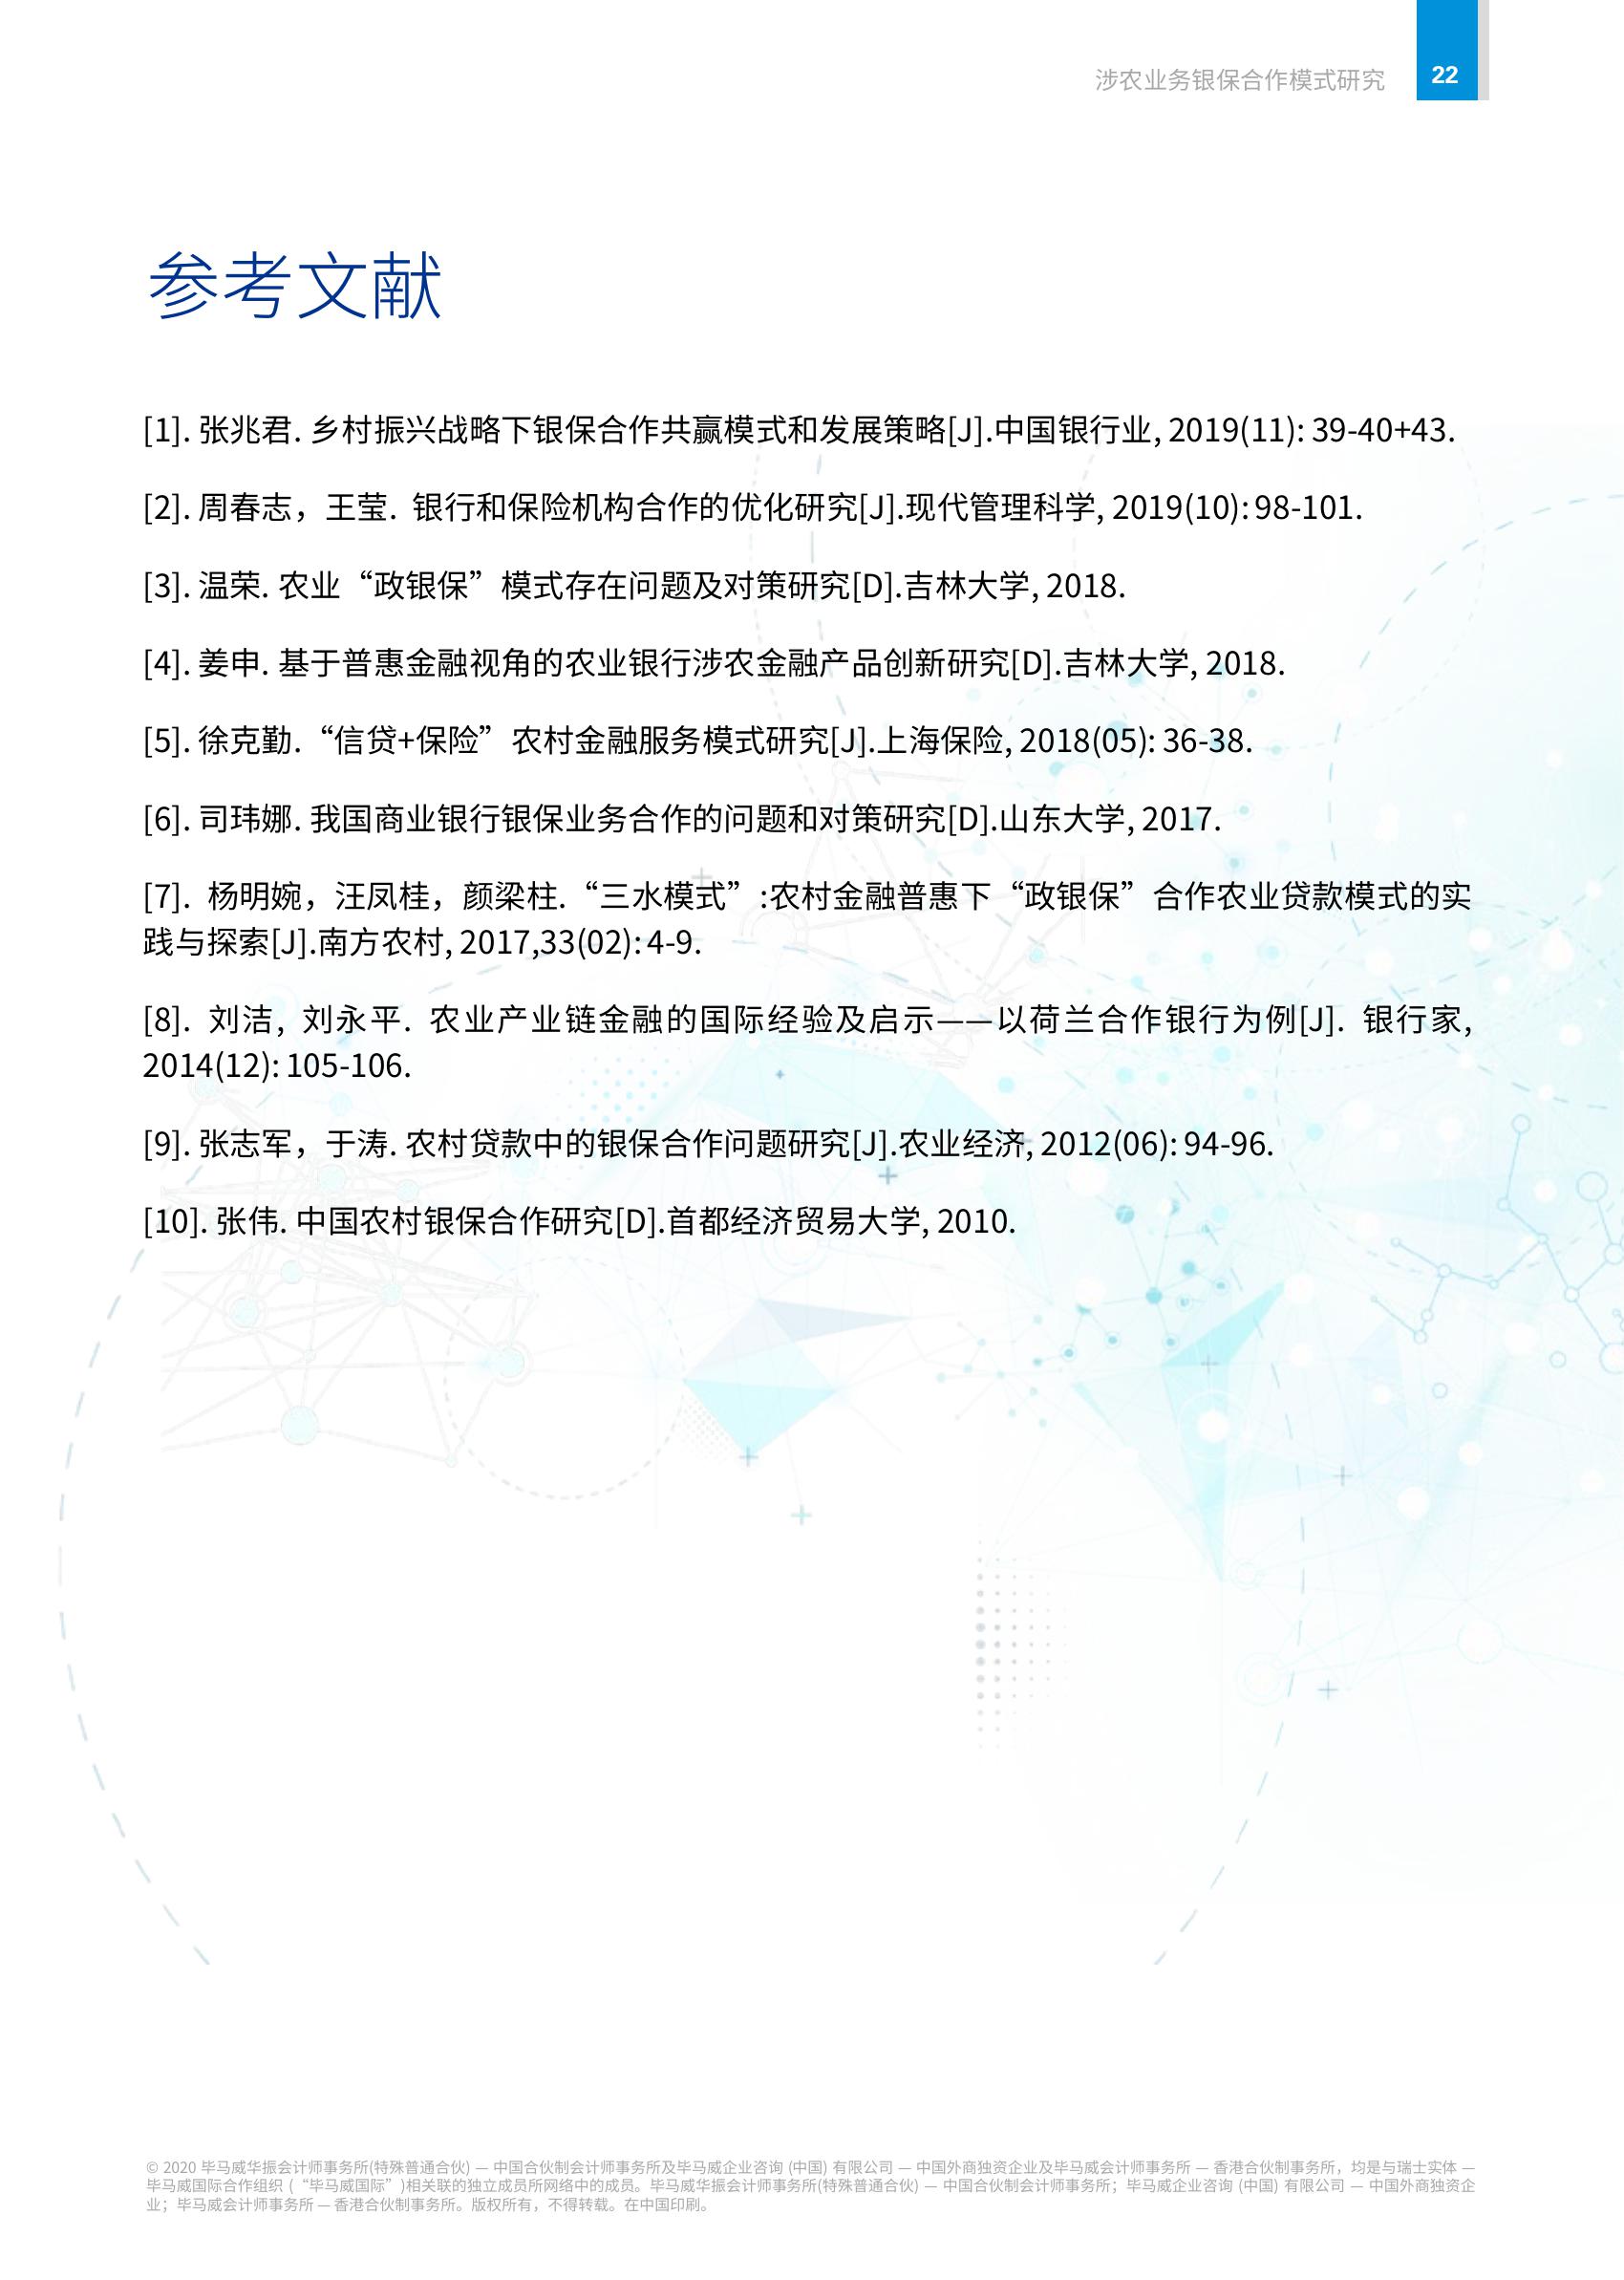 涉农业务银保合作模式研究
22
参考文献
[1]. 张兆君. 乡村振兴战略下银保合作共赢模式和发展策略[J].中国银行业, 2019(11): 39-40+43.
[2]. 周春志，王莹. 银行和保险机构合作的优化研究[J].现代管理科学, 2019(10): 98-101.
[3]. 温荣. 农业“政银保”模式存在问题及对策研究[D].吉林大学, 2018.
[4]. 姜申. 基于普惠金融视角的农业银行涉农金融产品创新研究[D].吉林大学, 2018.
[5]. 徐克勤.“信贷+保险”农村金融服务模式研究[J].上海保险, 2018(05): 36-38.
[6]. 司玮娜. 我国商业银行银保业务合作的问题和对策研究[D].山东大学, 2017.
[7]. 杨明婉，汪凤桂，颜梁柱.“三水模式”:农村金融普惠下“政银保”合作农业贷款模式的实
践与探索[J].南方农村, 2017,33(02): 4-9.
[8]. 刘洁, 刘永平. 农业产业链金融的国际经验及启示——以荷兰合作银行为例[J]. 银行家,
2014(12): 105-106.
[9]. 张志军，于涛. 农村贷款中的银保合作问题研究[J].农业经济, 2012(06): 94-96.
[10]. 张伟. 中国农村银保合作研究[D].首都经济贸易大学, 2010.
© 2020 毕马威华振会计师事务所(特殊普通合伙) — 中国合伙制会计师事务所及毕马威企业咨询 (中国) 有限公司 — 中国外商独资企业及毕马威会计师事务所 — 香港合伙制事务所，均是与瑞士实体 —
毕马威国际合作组织 (“毕马威国际”)相关联的独立成员所网络中的成员。毕马威华振会计师事务所(特殊普通合伙) — 中国合伙制会计师事务所；毕马威企业咨询 (中国) 有限公司 — 中国外商独资企
业；毕马威会计师事务所 — 香港合伙制事务所。版权所有，不得转载。在中国印刷。